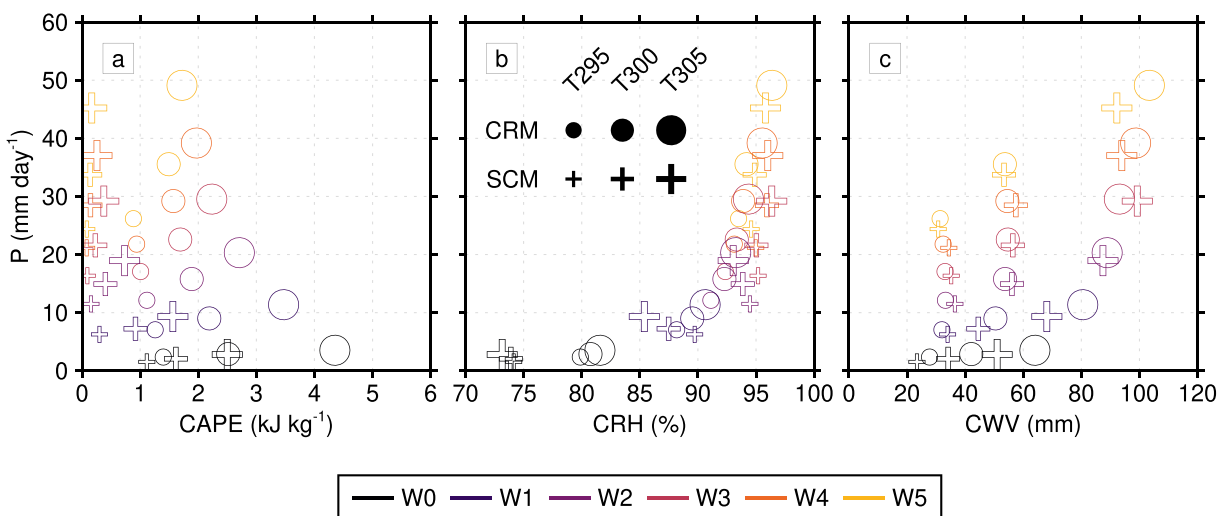 a
b
c
T295 T300 T305
CRM
SCM
P (mm day⁻¹)
60
50
40
30
20
10
0
0 1 2 3 4 5 6
70 75 80 85 90 95 100
0 20 40 60 80 100 120
CAPE (kJ kg⁻¹)
CRH (%)
CWV (mm)
W0 W1 W2 W3 W4 W5